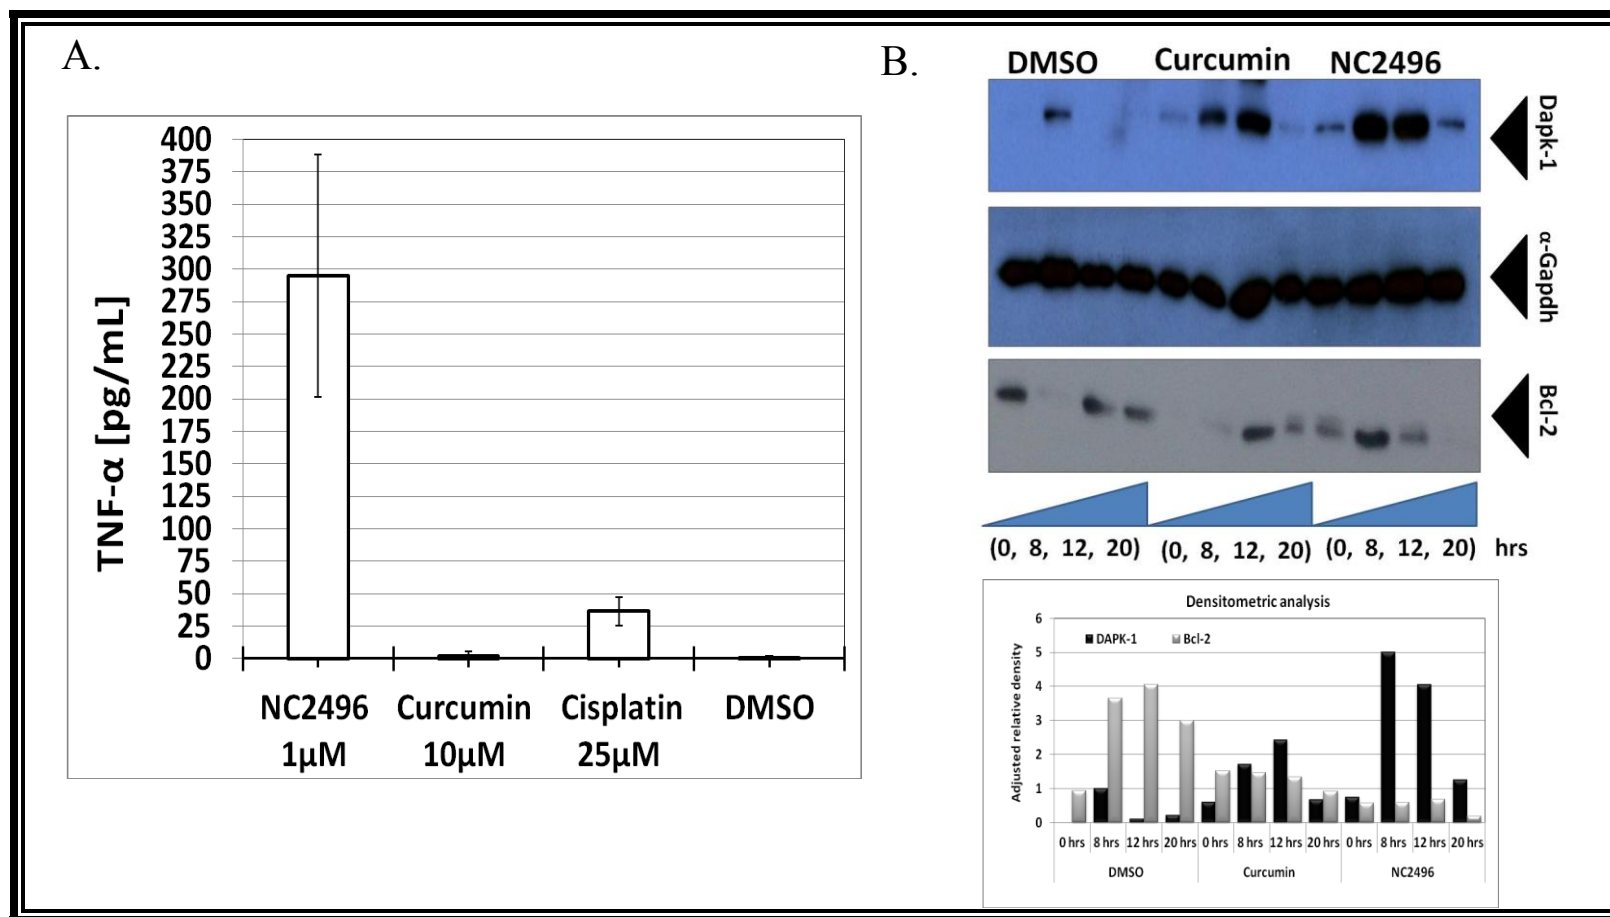 A.
400
375
350
325
300
275
250
225
200
175
150
125
100
75
50
25
0
TNF-α [pg/mL]
NC2496 Curcumin Cisplatin DMSO
1µM 10µM 25µM
B.
DMSO Curcumin NC2496
Dapk-1
α-Gapdh
Bcl-2
(0, 8, 12, 20) (0, 8, 12, 20) (0, 8, 12, 20) hrs
Densitometric analysis
DAPK-1 Bcl-2
6
5
4
3
2
1
0
Adjusted relative density
0 hrs 8 hrs 12 hrs 20 hrs 0 hrs 8 hrs 12 hrs 20 hrs 0 hrs 8 hrs 12 hrs 20 hrs
DMSO Curcumin NC2496